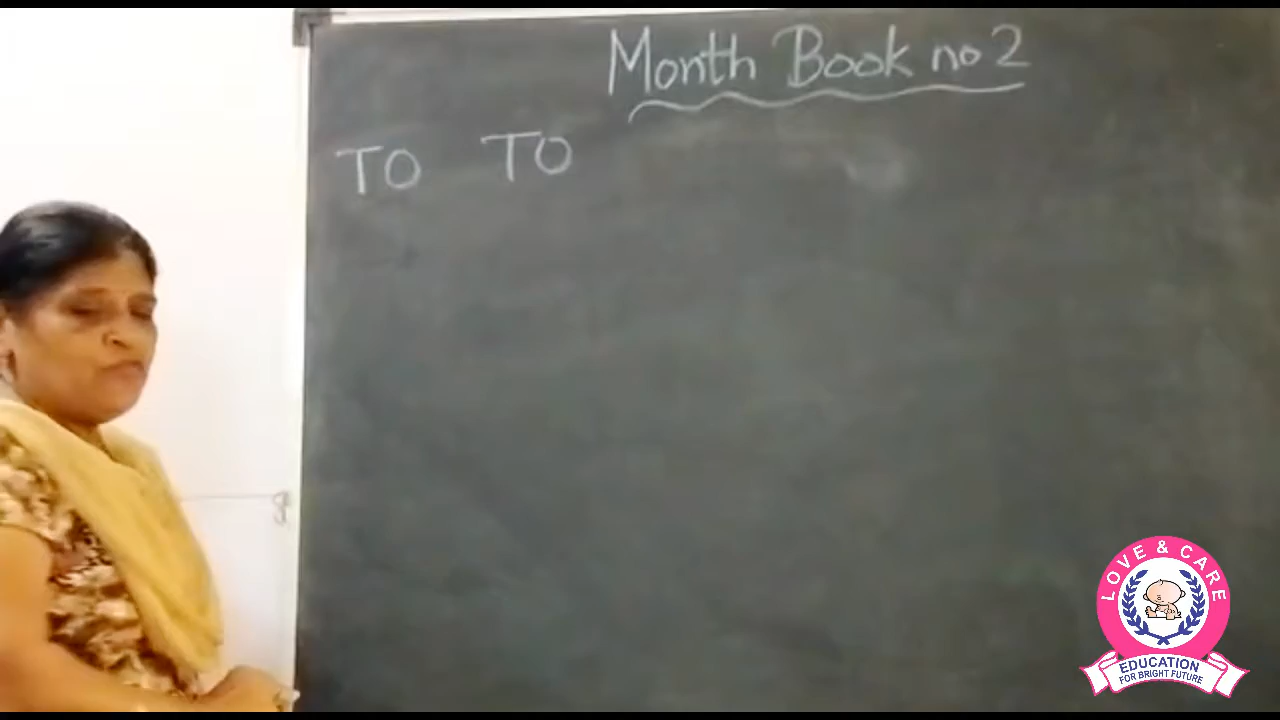 Month Book no 2
TO TO
LOVE & CARE
EDUCATION
FOR BRIGHT FUTURE